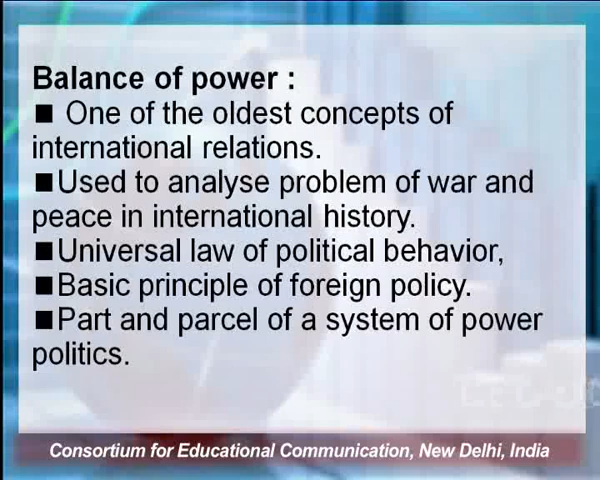 Balance of power :
■ One of the oldest concepts of
international relations.
■Used to analyse problem of war and
peace in international history.
■Universal law of political behavior,
■Basic principle of foreign policy.
■Part and parcel of a system of power
politics.
Consortium for Educational Communication, New Delhi, India